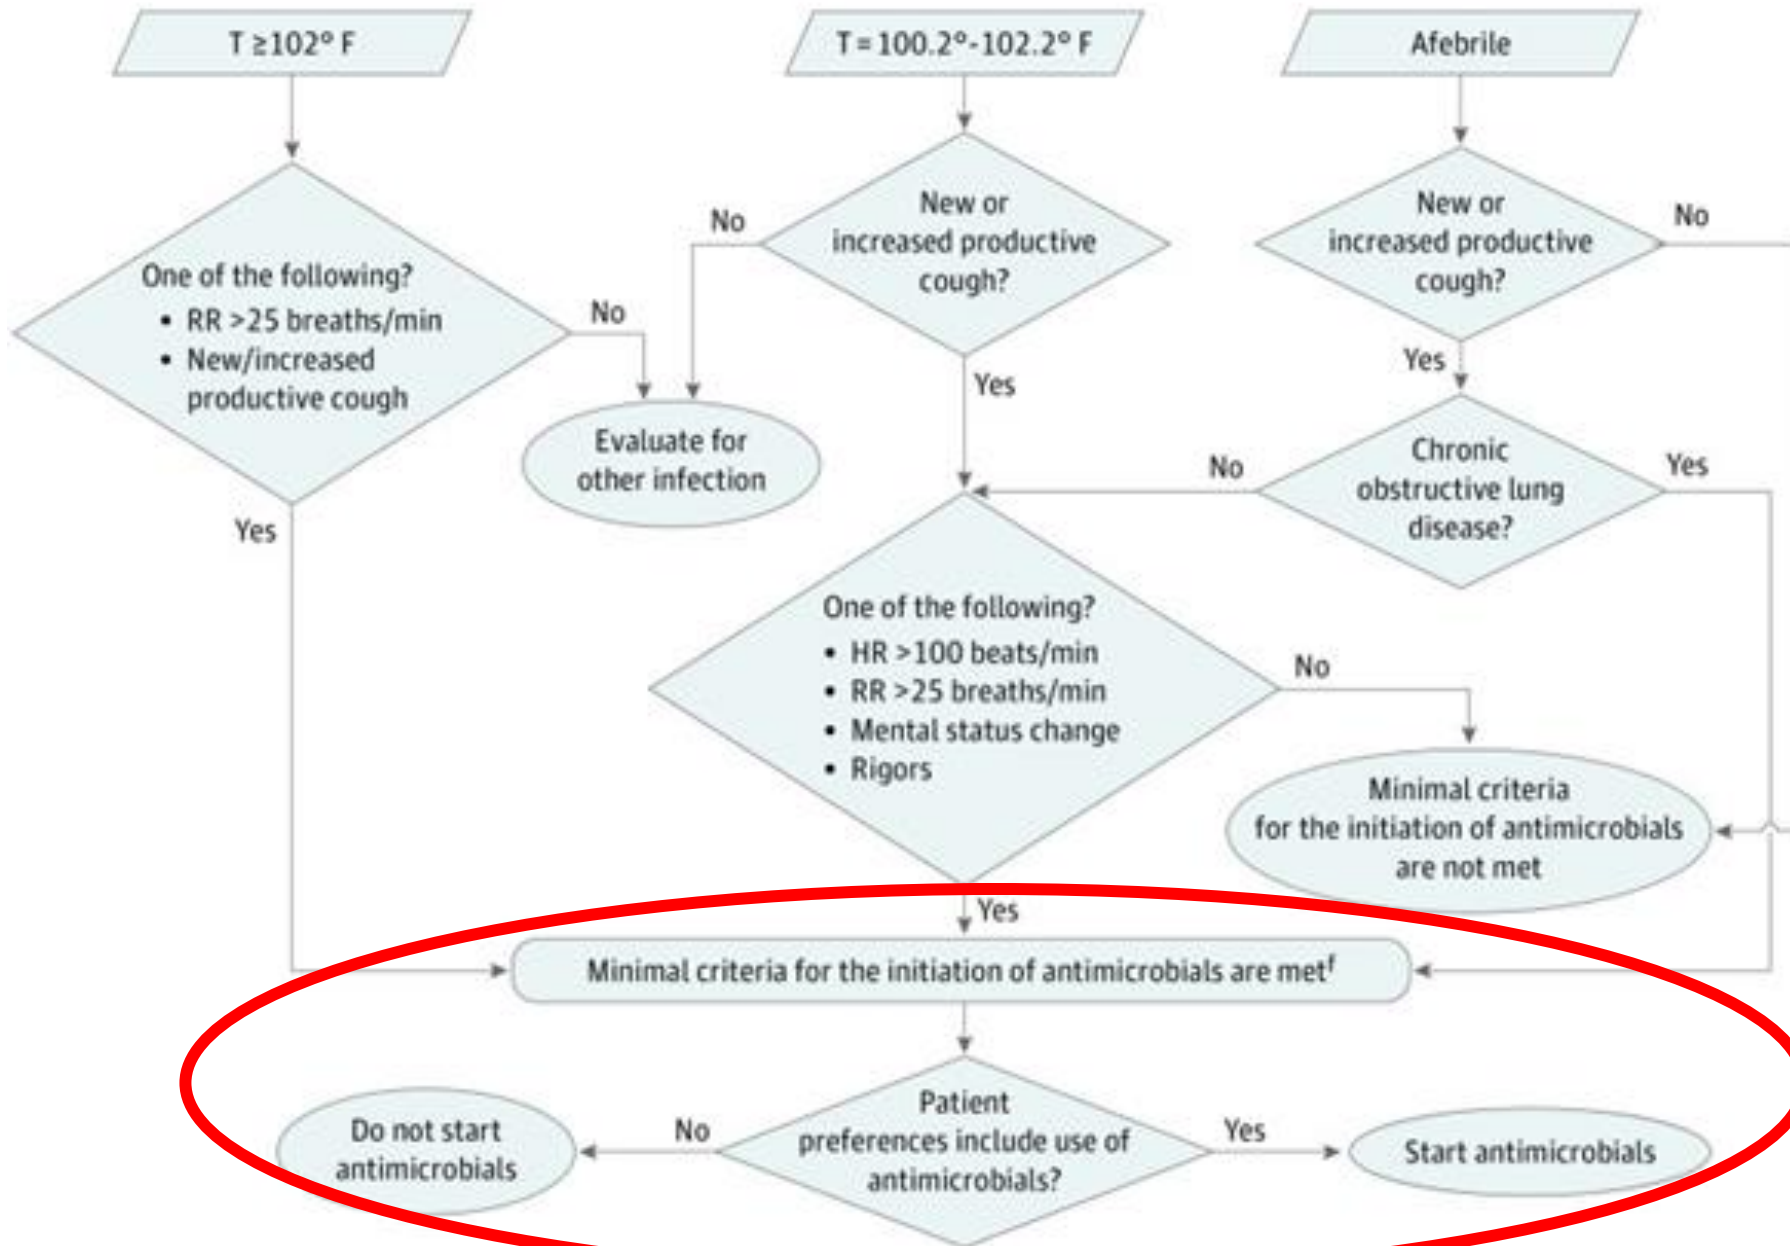 T ≥102° F
T = 100.2°-102.2° F
Afebrile
One of the following?
• RR >25 breaths/min
• New/increased
productive cough
No
Yes
New or
increased productive
cough?
No
Yes
New or
increased productive
cough?
No
Yes
Evaluate for
other infection
Chronic
obstructive lung
disease?
No
Yes
One of the following?
• HR >100 beats/min
• RR >25 breaths/min
• Mental status change
• Rigors
No
Yes
Minimal criteria
for the initiation of antimicrobials
are not met
Minimal criteria for the initiation of antimicrobials are metᶠ
Patient
preferences include use of
antimicrobials?
No
Yes
Do not start
antimicrobials
Start antimicrobials